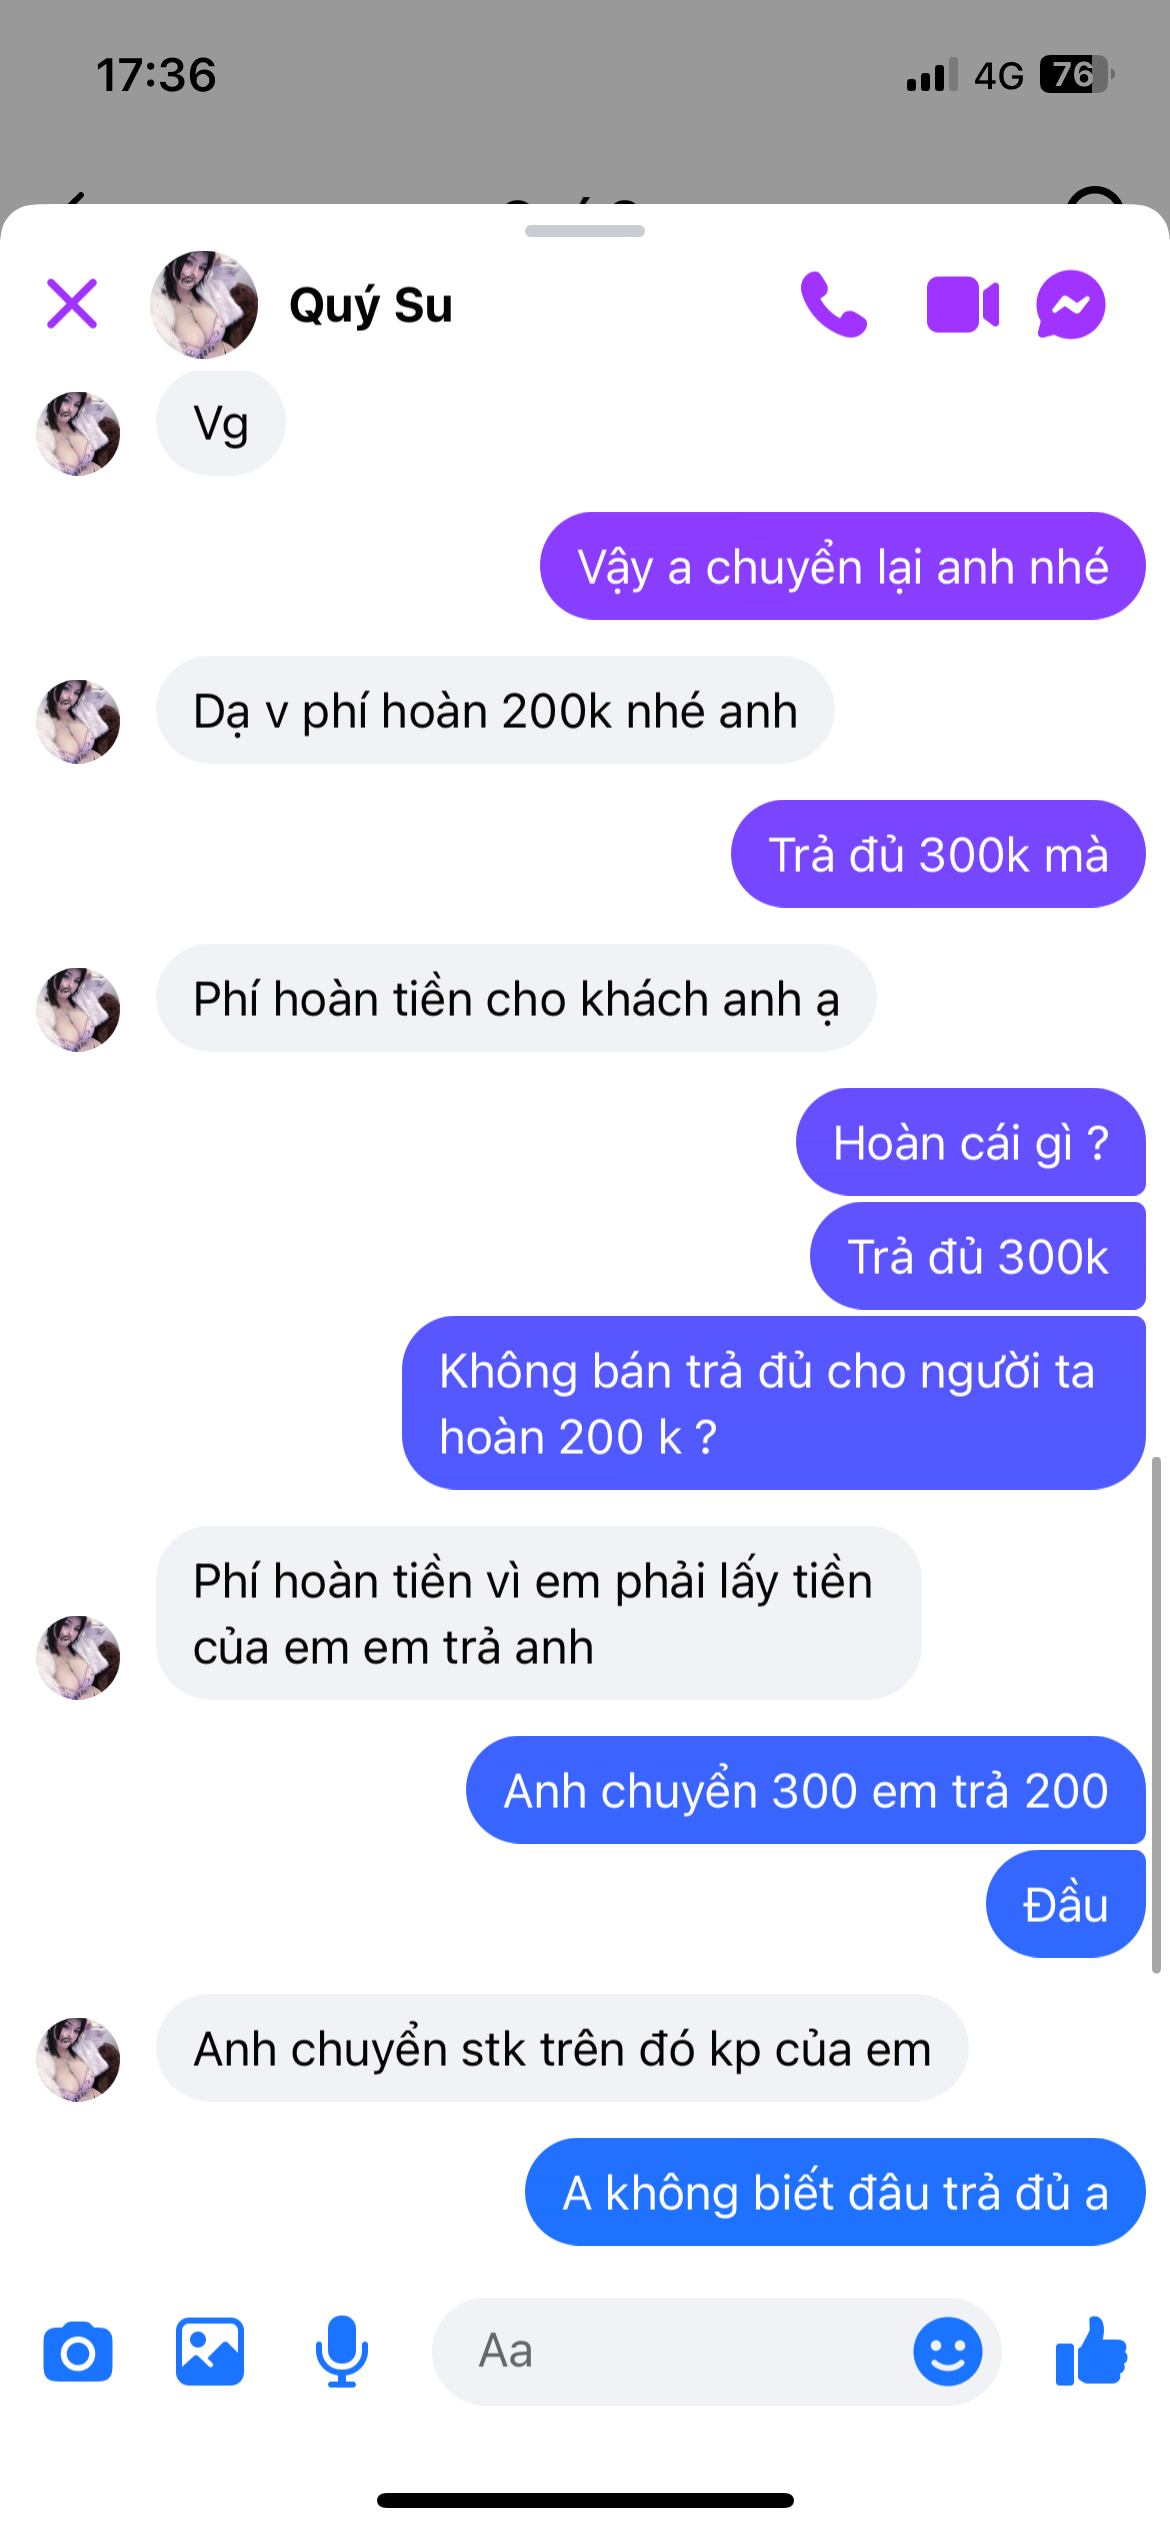 17:36
4G
76
Quý Su
Vg
Vậy a chuyển lại anh nhé
Dạ v phí hoàn 200k nhé anh
Trả đủ 300k mà
Phí hoàn tiền cho khách anh ạ
Hoàn cái gì ?
Trả đủ 300k
Không bán trả đủ cho người ta
hoàn 200 k ?
Phí hoàn tiền vì em phải lấy tiền
của em em trả anh
Anh chuyển 300 em trả 200
Đầu
Anh chuyển stk trên đó kp của em
A không biết đâu trả đủ a
Aa